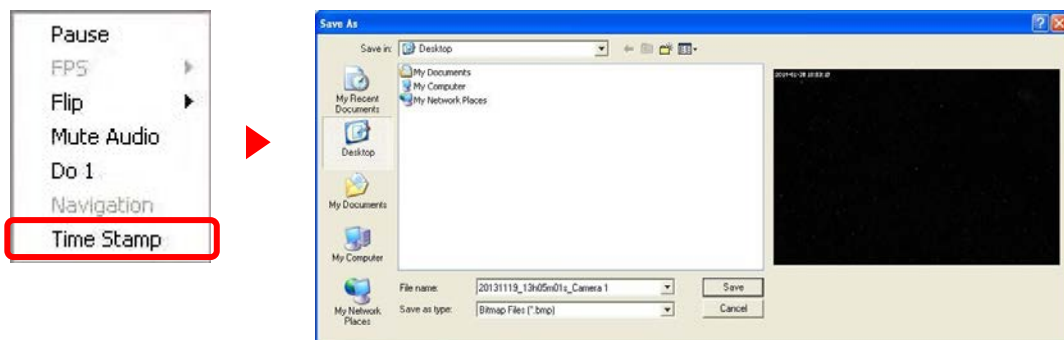 Pause
FPS
Flip
Mute Audio
Do 1
Navigation
Time Stamp
Save As
Save in:
Desktop
My Documents
My Computer
My Network Places
My Recent
Documents
Desktop
My Documents
My Computer
My Network
Places
File name:
20131119_13h05m01s_Camera 1
Save
Save as type:
Bitmap Files (*.bmp)
Cancel